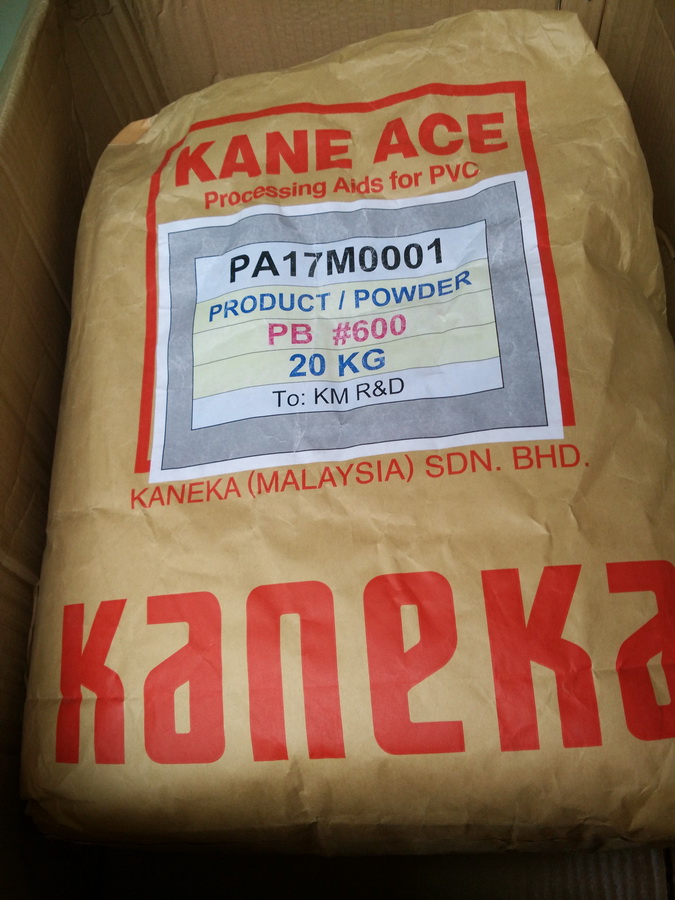 KANE ACE
Processing Aids for PVC
PA17M0001
PRODUCT / POWDER
PB #600
20 KG
To: KM R&D
KANEKA (MALAYSIA) SDN. BHD.
kaneka